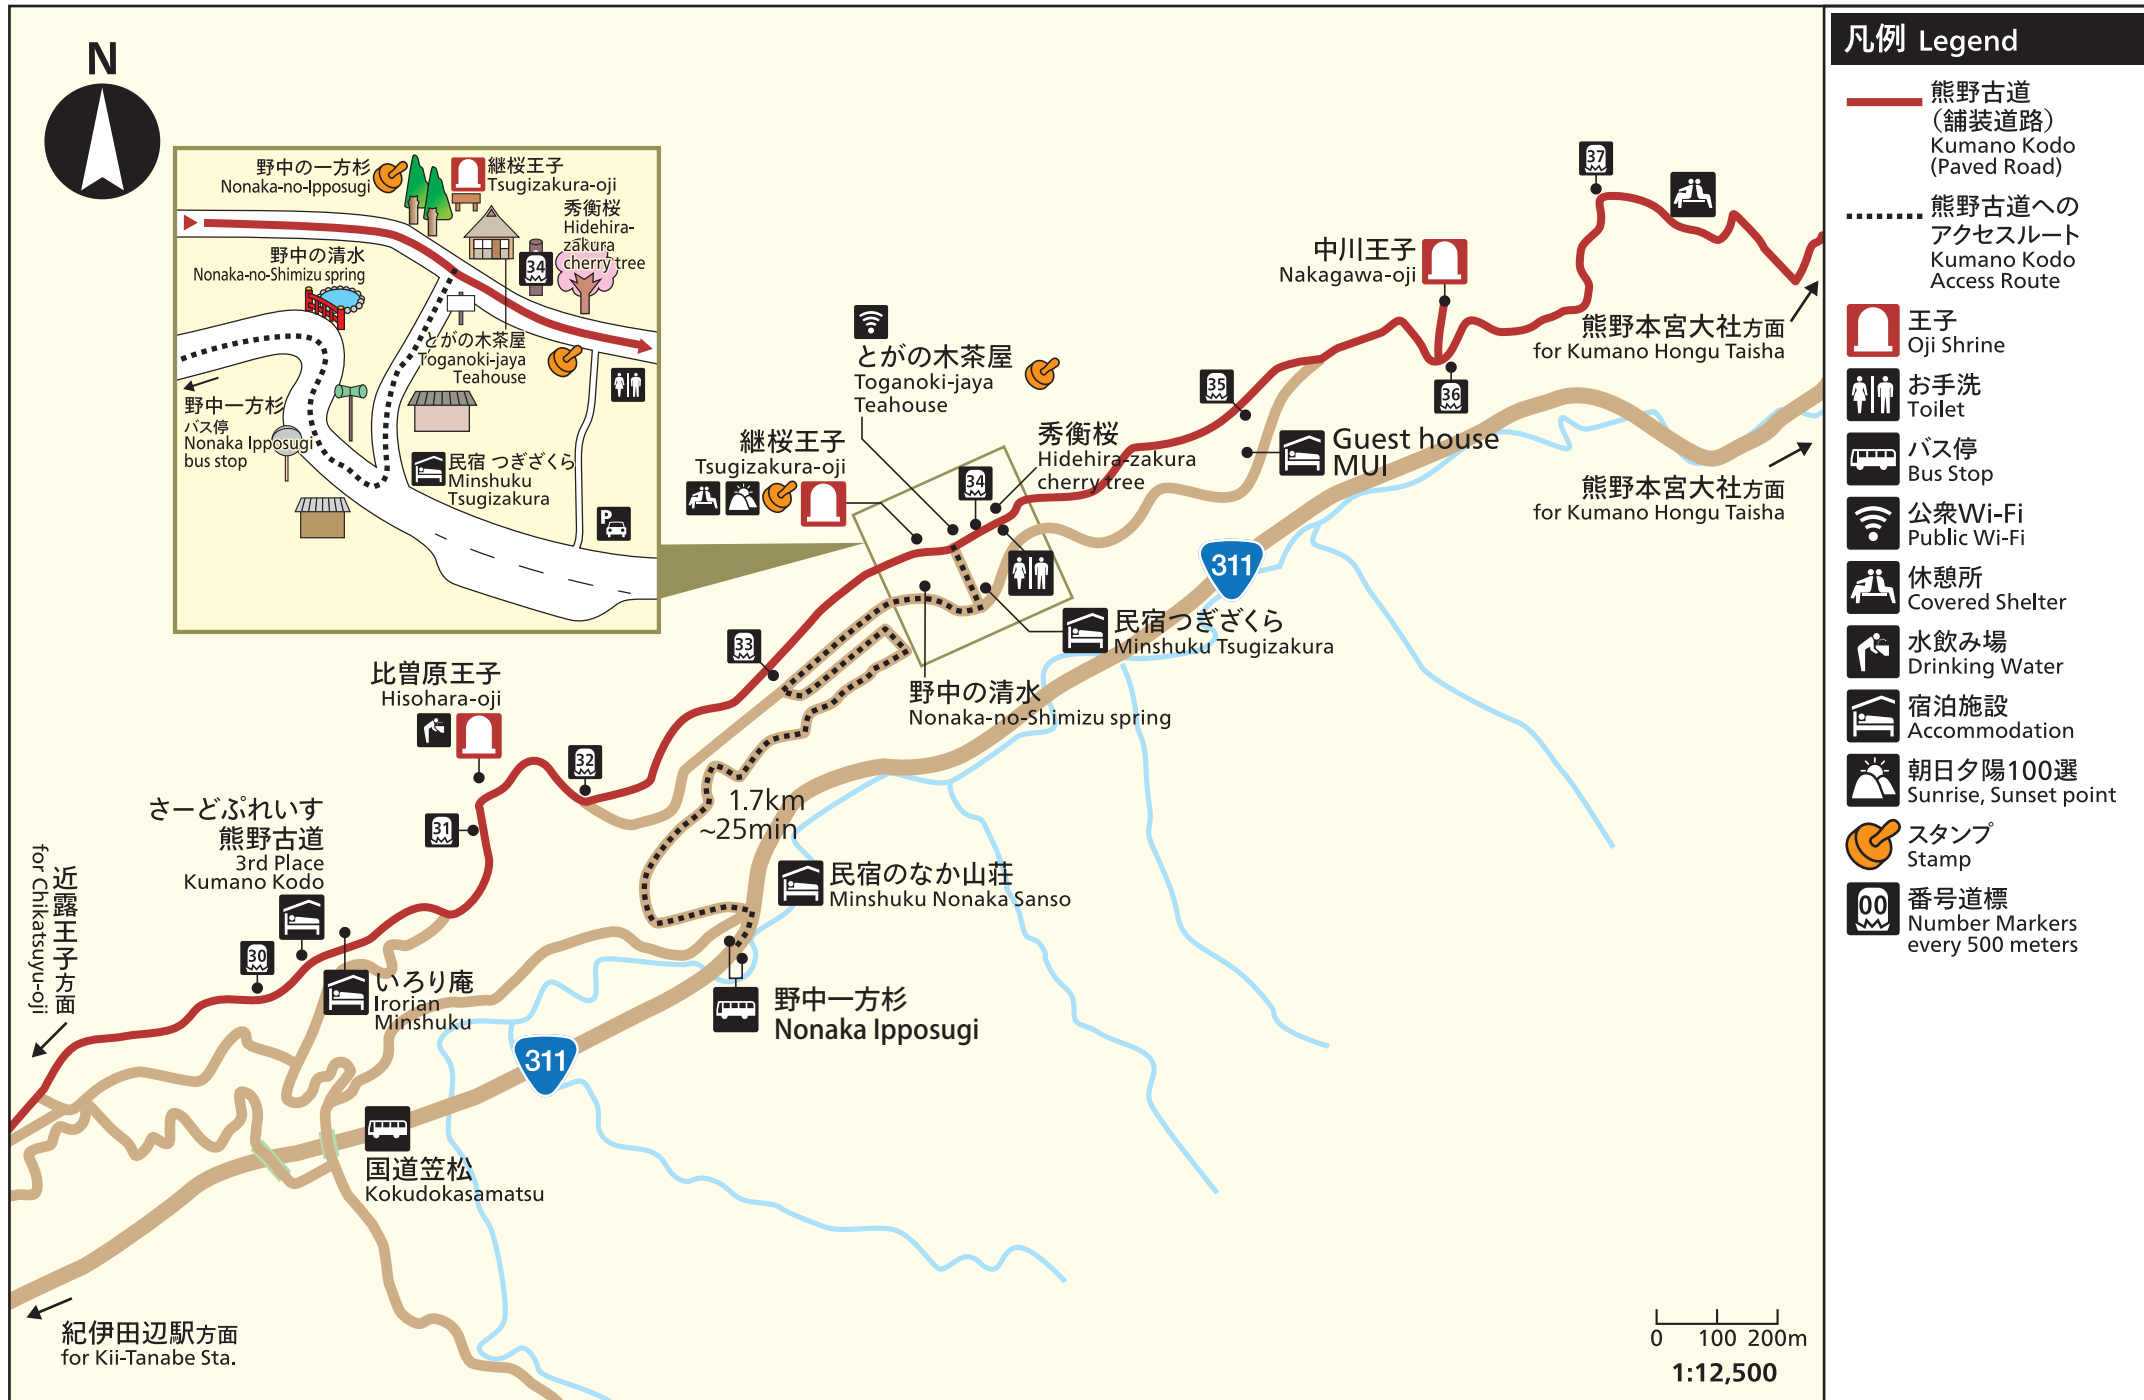 N
野中の一方杉
Nonaka-no-Ipposugi
継桜王子
Tsugizakura-oji
秀衡桜
Hidehira-
zakura
cherry tree
34
野中の清水
Nonaka-no-Shimizu spring
とがの木茶屋
Toganoki-jaya
Teahouse
野中一方杉
バス停
Nonaka Ipposugi
bus stop
民宿 つぎざくら
Minshuku
Tsugizakura
P
37
中川王子
Nakagawa-oji
熊野本宮大社方面
for Kumano Hongu Taisha
36
35
とがの木茶屋
Toganoki-jaya
Teahouse
継桜王子
Tsugizakura-oji
秀衡桜
Hidehira-zakura
cherry tree
34
Guest house
MUI
熊野本宮大社方面
for Kumano Hongu Taisha
311
民宿つぎざくら
Minshuku Tsugizakura
野中の清水
Nonaka-no-Shimizu spring
33
比曽原王子
Hisohara-oji
32
31
1.7km
~25min
さーどぷれいす
熊野古道
3rd Place
Kumano Kodo
民宿のなか山荘
Minshuku Nonaka Sanso
近露王子方面
for Chikatsuyu-oji
30
いろり庵
Irorian
Minshuku
野中一方杉
Nonaka Ipposugi
311
国道笠松
Kokudokasamatsu
紀伊田辺駅方面
for Kii-Tanabe Sta.
0 100 200m
1:12,500
凡例 Legend
熊野古道
（舗装道路）
Kumano Kodo
(Paved Road)
熊野古道への
アクセスルート
Kumano Kodo
Access Route
王子
Oji Shrine
お手洗
Toilet
バス停
Bus Stop
公衆Wi-Fi
Public Wi-Fi
休憩所
Covered Shelter
水飲み場
Drinking Water
宿泊施設
Accommodation
朝日夕陽100選
Sunrise, Sunset point
スタンプ
Stamp
00
番号道標
Number Markers
every 500 meters